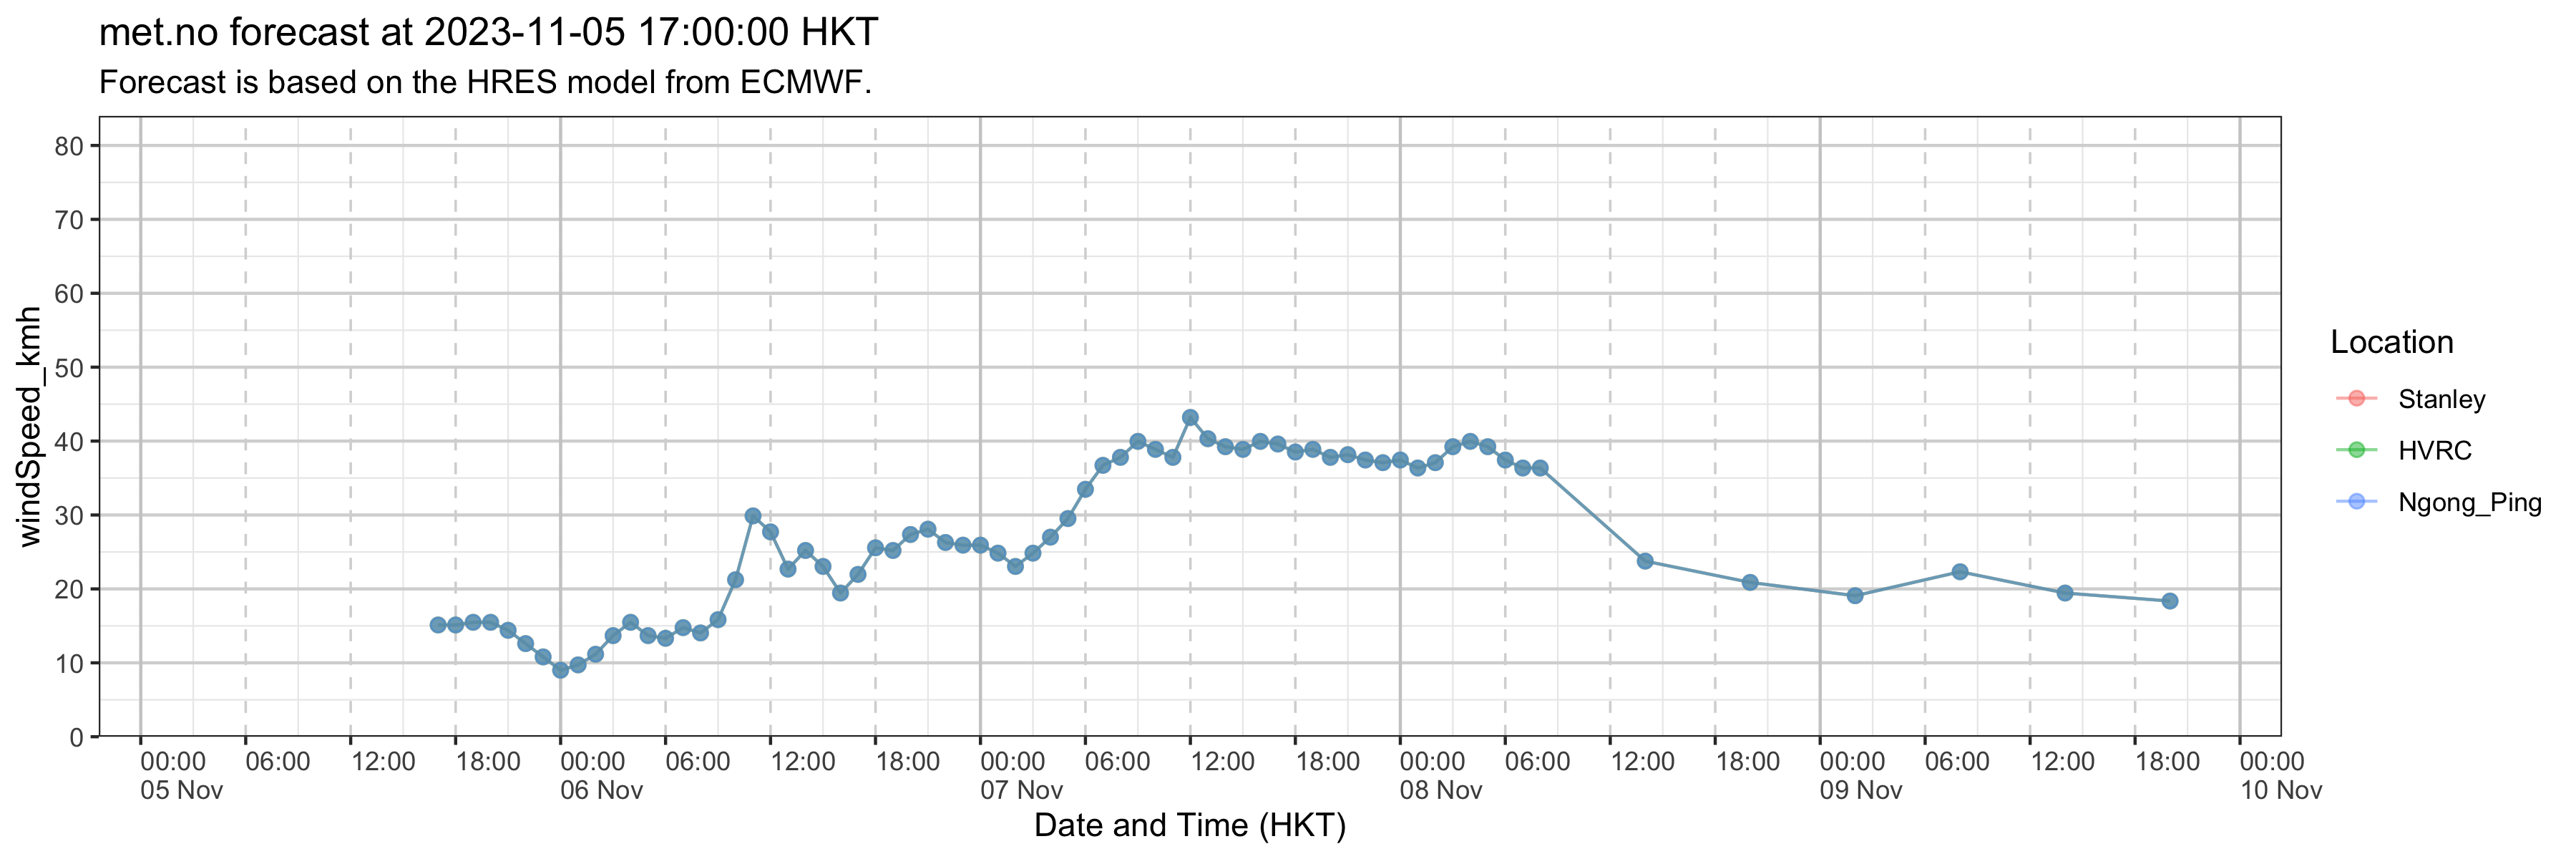 met.no forecast at 2023-11-05 17:00:00 HKT
Forecast is based on the HRES model from ECMWF.
windSpeed_kmh
80
70
60
50
40
30
20
10
0
00:00 06:00 12:00 18:00 00:00 06:00 12:00 18:00 00:00 06:00 12:00 18:00 00:00 06:00 12:00 18:00 00:00 06:00 12:00 18:00 00:00
05 Nov 06 Nov 07 Nov 08 Nov 09 Nov 10 Nov
Date and Time (HKT)
Location
Stanley
HVRC
Ngong_Ping